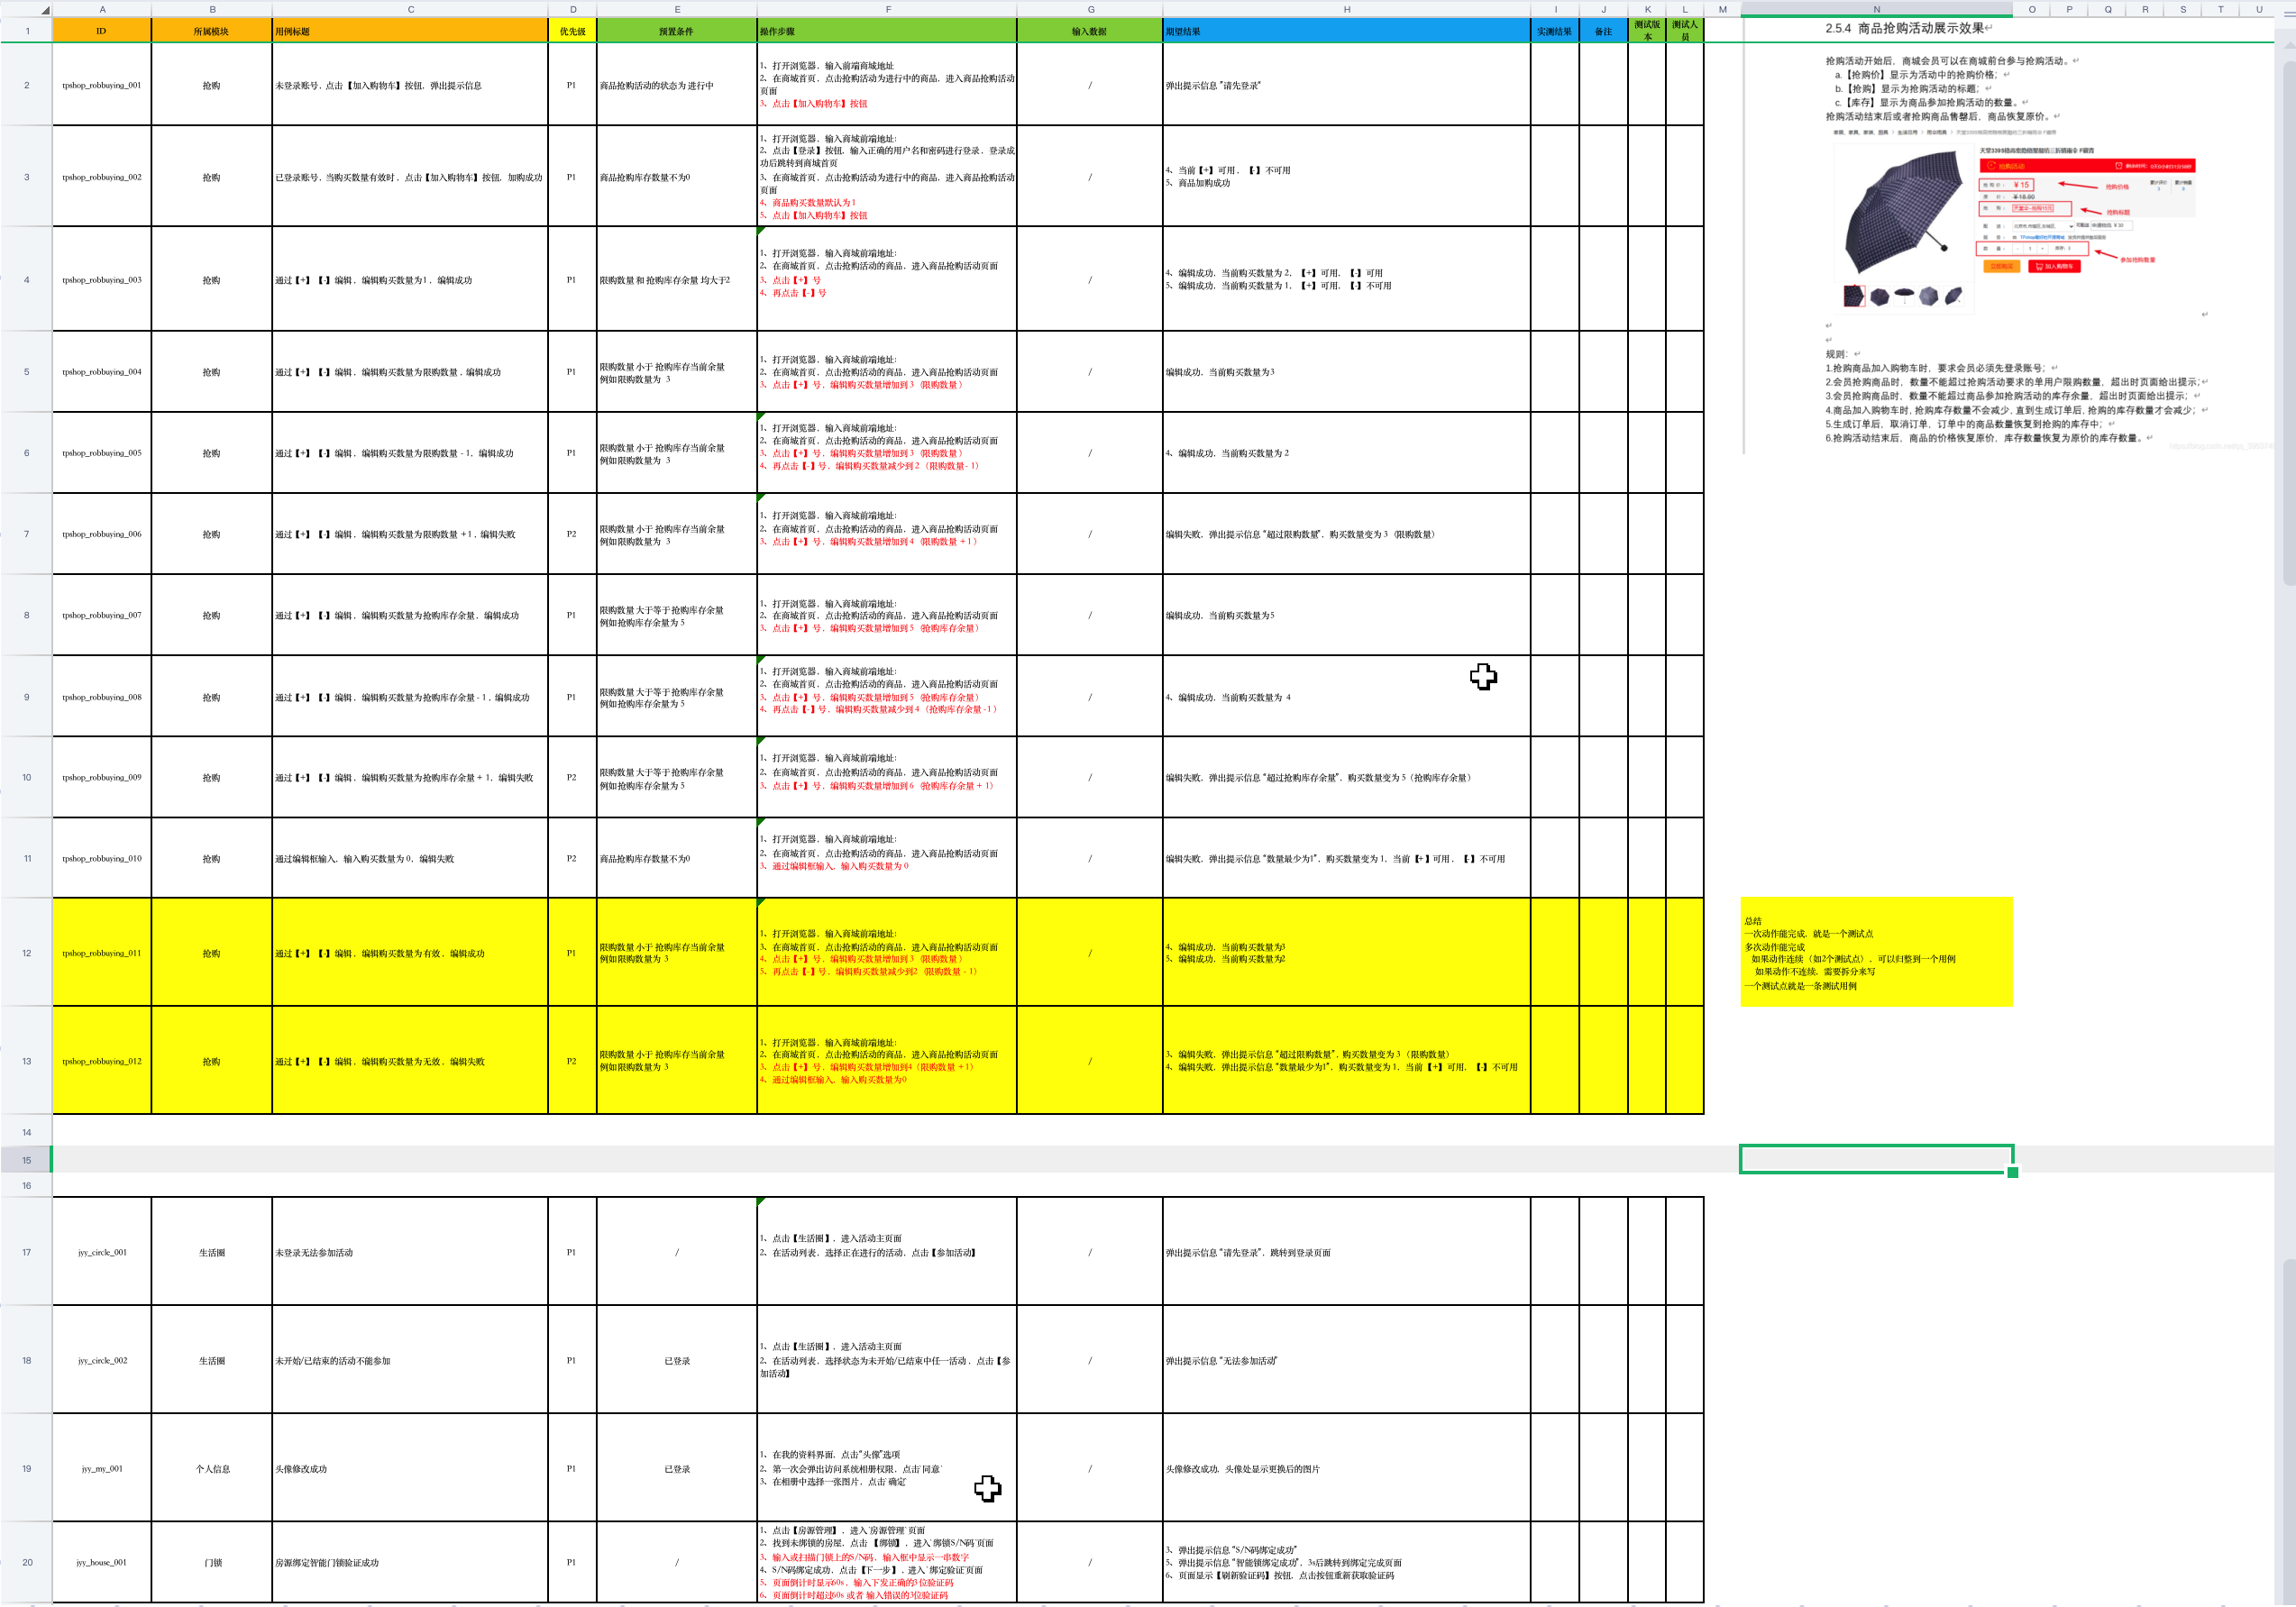 A B C D E F G H I J K L M N O P Q R S T U
1 ID 所属模块 用例标题 优先级 预置条件 操作步骤 输入数据 期望结果 实测结果 备注 测试版本 测试人员
2 tpshop_robbuying_001 抢购 未登录账号，点击【加入购物车】按钮，弹出提示信息 P1 商品抢购活动的状态为 进行中
1、打开浏览器，输入前端商城地址
2、在商城首页，点击抢购活动为进行中的商品，进入商品抢购活动
页面
3、点击【加入购物车】按钮
/ 弹出提示信息 "请先登录"
3 tpshop_robbuying_002 抢购 已登录账号，当购买数量有效时，点击【加入购物车】按钮，加购成功 P1 商品抢购库存数量不为0
1、打开浏览器，输入商城前端地址：
2、点击【登录】按钮，输入正确的用户名和密码进行登录，登录成
功后跳转到商城首页
3、在商城首页，点击抢购活动为进行中的商品，进入商品抢购活动
页面
4、商品购买数量默认为1
5、点击【加入购物车】按钮
/
4、当前【+】可用，【-】不可用
5、商品加购成功
4 tpshop_robbuying_003 抢购 通过【+】【-】编辑，编辑购买数量为1，编辑成功 P1 限购数量 和 抢购库存余量 均大于2
1、打开浏览器，输入商城前端地址：
2、在商城首页，点击抢购活动的商品，进入商品抢购活动页面
3、点击【+】号
4、再点击【-】号
/
4、编辑成功，当前购买数量为 2，【+】可用，【-】可用
5、编辑成功，当前购买数量为 1，【+】可用，【-】不可用
5 tpshop_robbuying_004 抢购 通过【+】【-】编辑，编辑购买数量为限购数量，编辑成功 P1
限购数量 小于 抢购库存当前余量
例如限购数量为 3
1、打开浏览器，输入商城前端地址：
2、在商城首页，点击抢购活动的商品，进入商品抢购活动页面
3、点击【+】号，编辑购买数量增加到 3（限购数量）
/ 编辑成功，当前购买数量为3
6 tpshop_robbuying_005 抢购 通过【+】【-】编辑，编辑购买数量为限购数量 - 1，编辑成功 P1
限购数量 小于 抢购库存当前余量
例如限购数量为 3
1、打开浏览器，输入商城前端地址：
2、在商城首页，点击抢购活动的商品，进入商品抢购活动页面
3、点击【+】号，编辑购买数量增加到 3（限购数量）
4、再点击【-】号，编辑购买数量减少到 2（限购数量- 1）
/ 4、编辑成功，当前购买数量为 2
7 tpshop_robbuying_006 抢购 通过【+】【-】编辑，编辑购买数量为限购数量 +1，编辑失败 P2
限购数量 小于 抢购库存当前余量
例如限购数量为 3
1、打开浏览器，输入商城前端地址：
2、在商城首页，点击抢购活动的商品，进入商品抢购活动页面
3、点击【+】号，编辑购买数量增加到 4（限购数量 +1）
/ 编辑失败，弹出提示信息 "超过限购数量"，购买数量变为 3（限购数量）
8 tpshop_robbuying_007 抢购 通过【+】【-】编辑，编辑购买数量为抢购库存余量，编辑成功 P1
限购数量 大于等于 抢购库存余量
例如抢购库存余量为 5
1、打开浏览器，输入商城前端地址：
2、在商城首页，点击抢购活动的商品，进入商品抢购活动页面
3、点击【+】号，编辑购买数量增加到 5（抢购库存余量）
/ 编辑成功，当前购买数量为5
9 tpshop_robbuying_008 抢购 通过【+】【-】编辑，编辑购买数量为抢购库存余量 - 1，编辑成功 P1
限购数量 大于等于 抢购库存余量
例如抢购库存余量为 5
1、打开浏览器，输入商城前端地址：
2、在商城首页，点击抢购活动的商品，进入商品抢购活动页面
3、点击【+】号，编辑购买数量增加到 5（抢购库存余量）
4、再点击【-】号，编辑购买数量减少到 4（抢购库存余量 -1）
/ 4、编辑成功，当前购买数量为 4
10 tpshop_robbuying_009 抢购 通过【+】【-】编辑，编辑购买数量为抢购库存余量 + 1，编辑失败 P2
限购数量 大于等于 抢购库存余量
例如抢购库存余量为 5
1、打开浏览器，输入商城前端地址：
2、在商城首页，点击抢购活动的商品，进入商品抢购活动页面
3、点击【+】号，编辑购买数量增加到 6（抢购库存余量 + 1）
/ 编辑失败，弹出提示信息 "超过抢购库存余量"，购买数量变为 5（抢购库存余量）
11 tpshop_robbuying_010 抢购 通过编辑框输入，输入购买数量为 0，编辑失败 P2 商品抢购库存数量不为0
1、打开浏览器，输入商城前端地址：
2、在商城首页，点击抢购活动的商品，进入商品抢购活动页面
3、通过编辑框输入，输入购买数量为 0
/ 编辑失败，弹出提示信息 "数量最少为1"，购买数量变为 1，当前【+】可用，【-】不可用
12 tpshop_robbuying_011 抢购 通过【+】【-】编辑，编辑购买数量为有效，编辑成功 P1
限购数量 小于 抢购库存当前余量
例如限购数量为 3
1、打开浏览器，输入商城前端地址：
3、在商城首页，点击抢购活动的商品，进入商品抢购活动页面
4、点击【+】号，编辑购买数量增加到 3（限购数量）
5、再点击【-】号，编辑购买数量减少到2（限购数量 - 1）
/
4、编辑成功，当前购买数量为3
5、编辑成功，当前购买数量为2
13 tpshop_robbuying_012 抢购 通过【+】【-】编辑，编辑购买数量为无效，编辑失败 P2
限购数量 小于 抢购库存当前余量
例如限购数量为 3
1、打开浏览器，输入商城前端地址：
2、在商城首页，点击抢购活动的商品，进入商品抢购活动页面
3、点击【+】号，编辑购买数量增加到4（限购数量 +1）
4、通过编辑框输入，输入购买数量为0
/
3、编辑失败，弹出提示信息 "超过限购数量"，购买数量变为 3（限购数量）
4、编辑失败，弹出提示信息 "数量最少为1"，购买数量变为 1，当前【+】可用，【-】不可用
14
15
16
17 jyy_circle_001 生活圈 未登录无法参加活动 P1 /
1、点击【生活圈】，进入活动主页面
2、在活动列表，选择正在进行的活动，点击【参加活动】
/ 弹出提示信息 "请先登录"，跳转到登录页面
18 jyy_circle_002 生活圈 未开始/已结束的活动不能参加 P1 已登录
1、点击【生活圈】，进入活动主页面
2、在活动列表，选择状态为未开始/已结束中任一活动，点击【参
加活动】
/ 弹出提示信息 "无法参加活动"
19 jyy_my_001 个人信息 头像修改成功 P1 已登录
1、在我的资料界面，点击"头像"选项
2、第一次会弹出访问系统相册权限，点击`同意`
3、在相册中选择一张图片，点击`确定`
/ 头像修改成功，头像处显示更换后的图片
20 jyy_house_001 门锁 房源绑定智能门锁验证成功 P1 /
1、点击【房源管理】，进入`房源管理`页面
2、找到未绑锁的房屋，点击【绑锁】，进入`绑锁S/N码`页面
3、输入或扫描门锁上的S/N码，输入框中显示一串数字
4、S/N码绑定成功，点击【下一步】，进入`绑定验证`页面
5、页面倒计时显示60s，输入下发正确的3位验证码
6、页面倒计时超过60s 或者 输入错误的3位验证码
/
3、弹出提示信息 "S/N码绑定成功"
5、弹出提示信息 "智能锁绑定成功"，3s后跳转到绑定完成页面
6、页面显示【刷新验证码】按钮，点击按钮重新获取验证码
2.5.4 商品抢购活动展示效果
抢购活动开始后，商城会员可以在商城前台参与抢购活动。
a.【抢购价】显示为活动中的抢购价格；
b.【抢购】显示为抢购活动的标题；
c.【库存】显示为商品参加抢购活动的数量。
抢购活动结束后或者抢购商品售罄后，商品恢复原价。
￥15
抢购价格
￥18.00
抢购标题
参加抢购数量
立即购买 加入购物车
规则：
1.抢购商品加入购物车时，要求会员必须先登录账号；
2.会员抢购商品时，数量不能超过抢购活动要求的单用户限购数量，超出时页面给出提示；
3.会员抢购商品时，数量不能超过商品参加抢购活动的库存余量，超出时页面给出提示；
4.商品加入购物车时，抢购库存数量不会减少，直到生成订单后，抢购的库存数量才会减少；
5.生成订单后，取消订单，订单中的商品数量恢复到抢购的库存中；
6.抢购活动结束后，商品的价格恢复原价，库存数量恢复为原价的库存数量。
总结
一次动作能完成，就是一个测试点
多次动作能完成
如果动作连续（如2个测试点），可以归整到一个用例
如果动作不连续，需要拆分来写
一个测试点就是一条测试用例